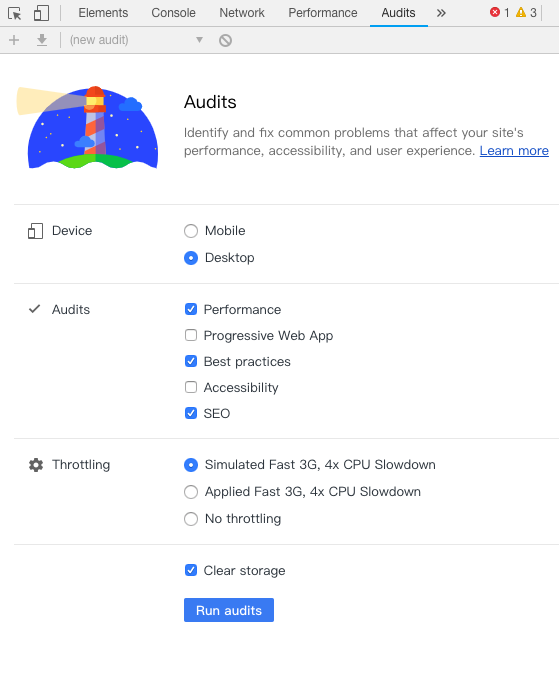 Elements Console Network Performance Audits » 1 3
(new audit)
Audits
Identify and fix common problems that affect your site's
performance, accessibility, and user experience. Learn more
Device
Mobile
Desktop
Audits
Performance
Progressive Web App
Best practices
Accessibility
SEO
Throttling
Simulated Fast 3G, 4x CPU Slowdown
Applied Fast 3G, 4x CPU Slowdown
No throttling
Clear storage
Run audits